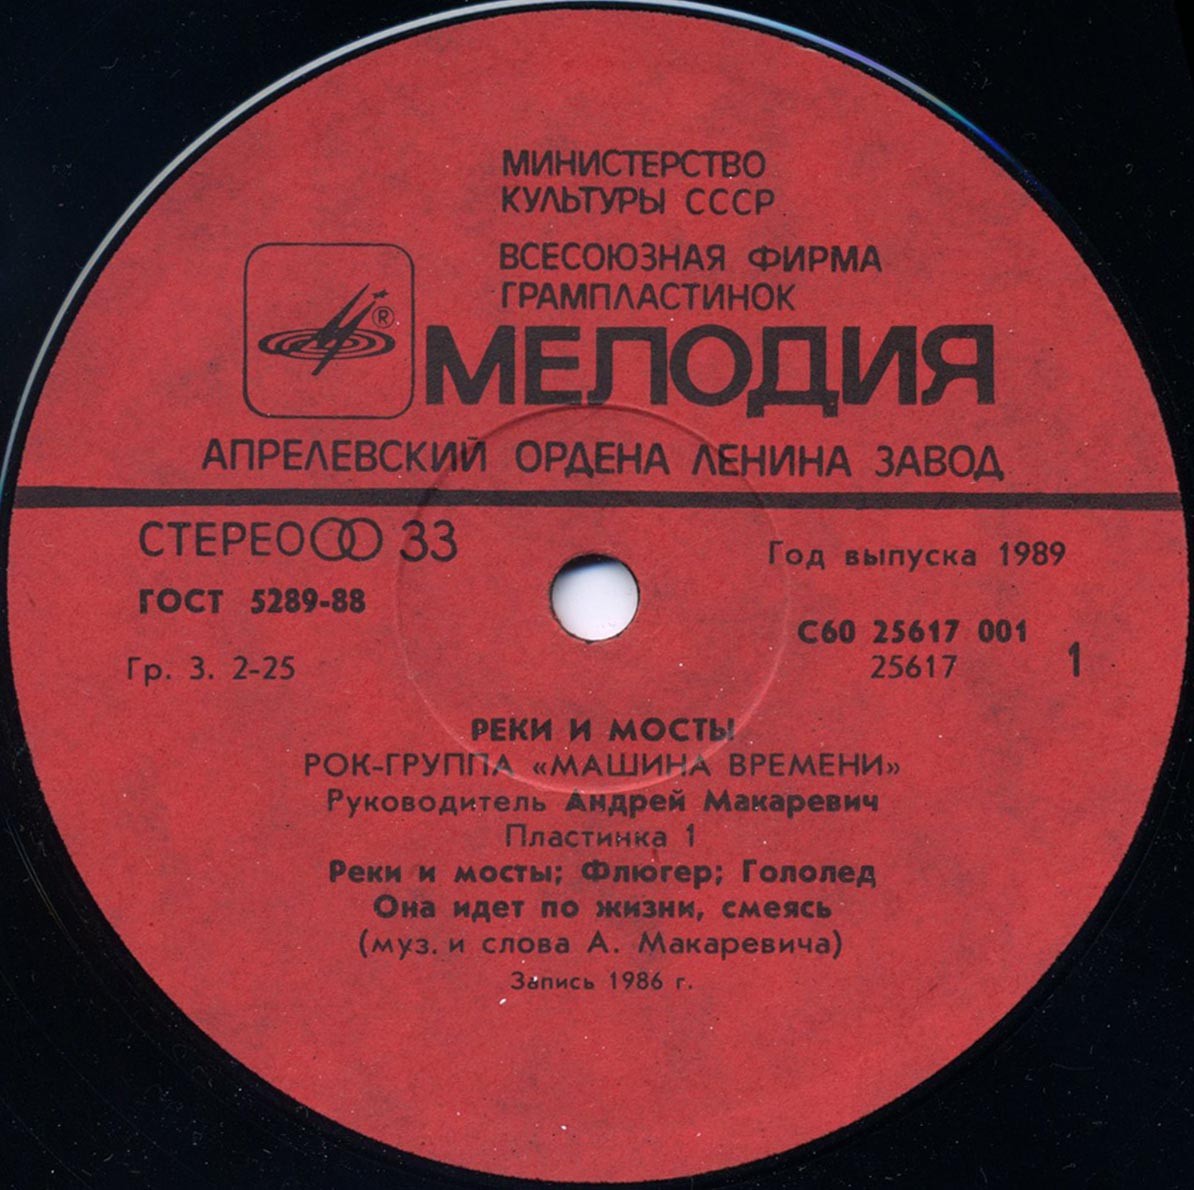 МИНИСТЕРСТВО
КУЛЬТУРЫ СССР
ВСЕСОЮЗНАЯ ФИРМА
ГРАМПЛАСТИНОК
®
МЕЛОДИЯ
АПРЕЛЕВСКИЙ ОРДЕНА ЛЕНИНА ЗАВОД
СТЕРЕО 33
Год выпуска 1989
ГОСТ 5289-88
С60 25617 001
Гр. 3. 2-25
25617
1
РЕКИ И МОСТЫ
РОК-ГРУППА «МАШИНА ВРЕМЕНИ»
Руководитель Андрей Макаревич
Пластинка 1
Реки и мосты; Флюгер; Гололед
Она идет по жизни, смеясь
(муз. и слова А. Макаревича)
Запись 1986 г.